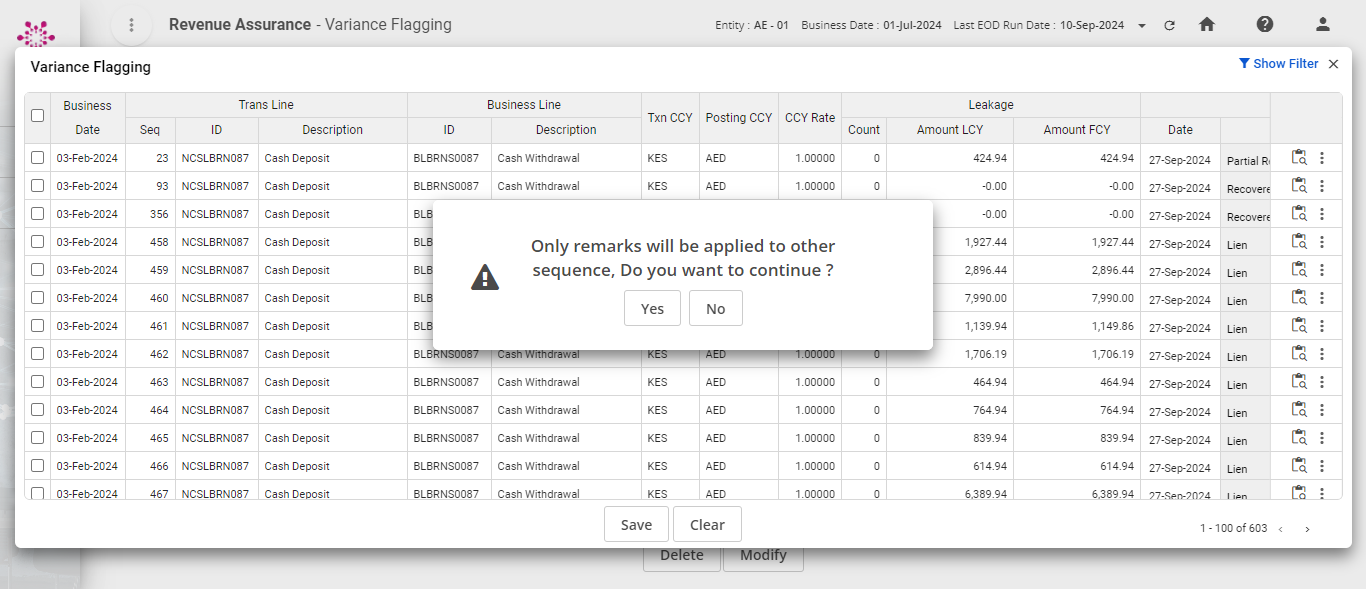 Revenue Assurance - Variance Flagging
Entity : AE - 01 Business Date : 01-Jul-2024 Last EOD Run Date : 10-Sep-2024
Variance Flagging
Show Filter
Business Date Trans Line Business Line Txn CCY Posting CCY CCY Rate Leakage
Seq ID Description ID Description Count Amount LCY Amount FCY Date
03-Feb-2024 23 NCSLBRN087 Cash Deposit BLBRNS0087 Cash Withdrawal KES AED 1.00000 0 424.94 424.94 27-Sep-2024 Partial R
03-Feb-2024 93 NCSLBRN087 Cash Deposit BLBRNS0087 Cash Withdrawal KES AED 1.00000 0 -0.00 -0.00 27-Sep-2024 Recovere
03-Feb-2024 356 NCSLBRN087 Cash Deposit BLB -0.00 -0.00 27-Sep-2024 Recovere
03-Feb-2024 458 NCSLBRN087 Cash Deposit BLB 1,927.44 1,927.44 27-Sep-2024 Lien
03-Feb-2024 459 NCSLBRN087 Cash Deposit BLB 2,896.44 2,896.44 27-Sep-2024 Lien
03-Feb-2024 460 NCSLBRN087 Cash Deposit BLB 7,990.00 7,990.00 27-Sep-2024 Lien
03-Feb-2024 461 NCSLBRN087 Cash Deposit BLB 1,139.94 1,149.86 27-Sep-2024 Lien
Only remarks will be applied to other
sequence, Do you want to continue ?
Yes No
03-Feb-2024 462 NCSLBRN087 Cash Deposit BLBRNS0087 Cash Withdrawal KES AED 1.00000 0 1,706.19 1,706.19 27-Sep-2024 Lien
03-Feb-2024 463 NCSLBRN087 Cash Deposit BLBRNS0087 Cash Withdrawal KES AED 1.00000 0 464.94 464.94 27-Sep-2024 Lien
03-Feb-2024 464 NCSLBRN087 Cash Deposit BLBRNS0087 Cash Withdrawal KES AED 1.00000 0 764.94 764.94 27-Sep-2024 Lien
03-Feb-2024 465 NCSLBRN087 Cash Deposit BLBRNS0087 Cash Withdrawal KES AED 1.00000 0 839.94 839.94 27-Sep-2024 Lien
03-Feb-2024 466 NCSLBRN087 Cash Deposit BLBRNS0087 Cash Withdrawal KES AED 1.00000 0 614.94 614.94 27-Sep-2024 Lien
03-Feb-2024 467 NCSLBRN087 Cash Deposit BLBRNS0087 Cash Withdrawal KES AED 1.00000 0 6,389.94 6,389.94 27-Sep-2024 Lien
Save Clear
1 - 100 of 603
Delete Modify